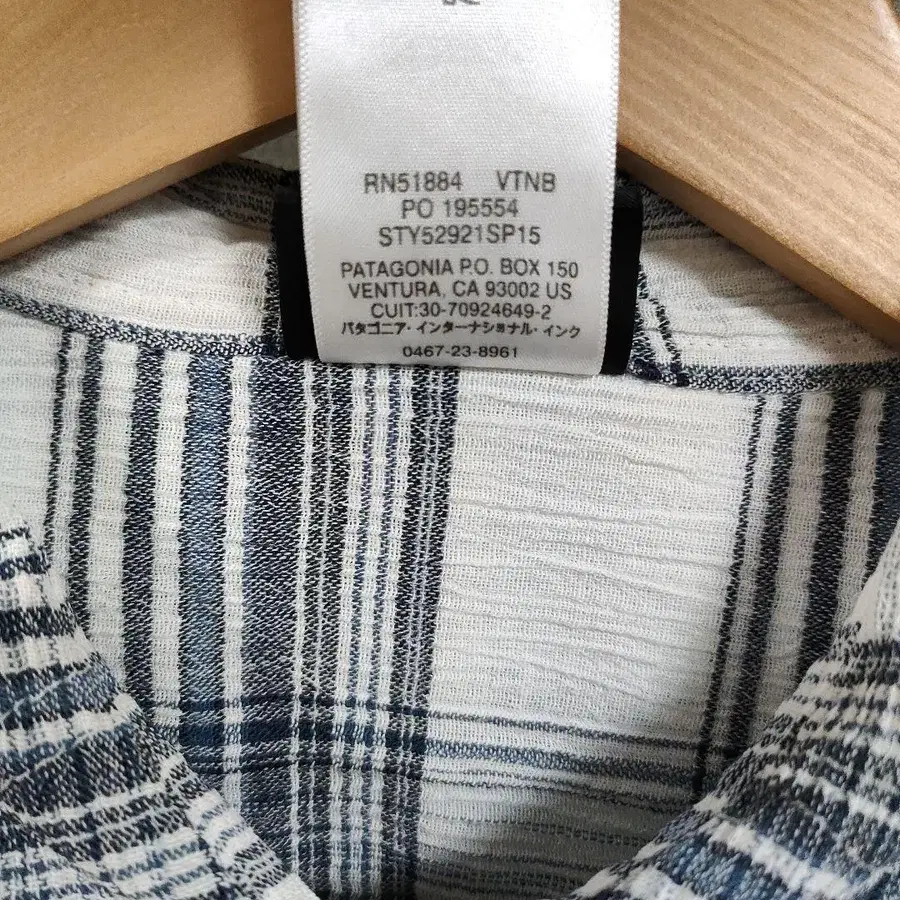 RN51884 VTNB
PO 195554
STY52921SP15
PATAGONIA P.O. BOX 150
VENTURA, CA 93002 US
CUIT:30-70924649-2
パタゴニア・インターナショナル・インク
0467-23-8961